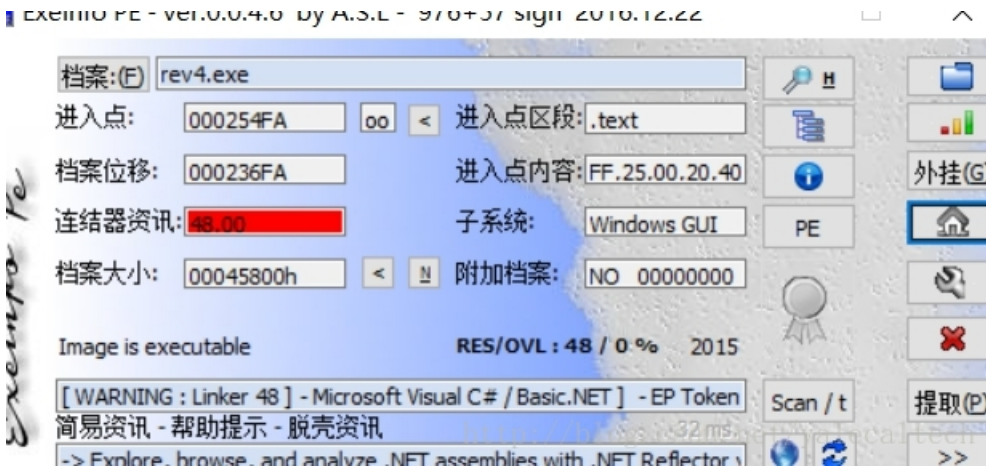 ExeInfo PE - ver.0.0.4.6 by A.S.L - 976+57 sign 2016.12.22
档案:(F) rev4.exe H
进入点: 000254FA oo < 进入点区段: .text
档案位移: 000236FA 进入点内容: FF.25.00.20.40 外挂(G
连结器资讯: 48.00 子系统: Windows GUI PE
档案大小: 00045800h < N 附加档案: NO 00000000
Image is executable RES/OVL : 48 / 0 % 2015
[ WARNING : Linker 48 ] - Microsoft Visual C# / Basic.NET ] - EP Token Scan / t 提取(P)
简易资讯 - 帮助提示 - 脱壳资讯 32 ms.
-> Explore, browse, and analyze .NET assemblies with .NET Reflector >>
Exeinfo Pe